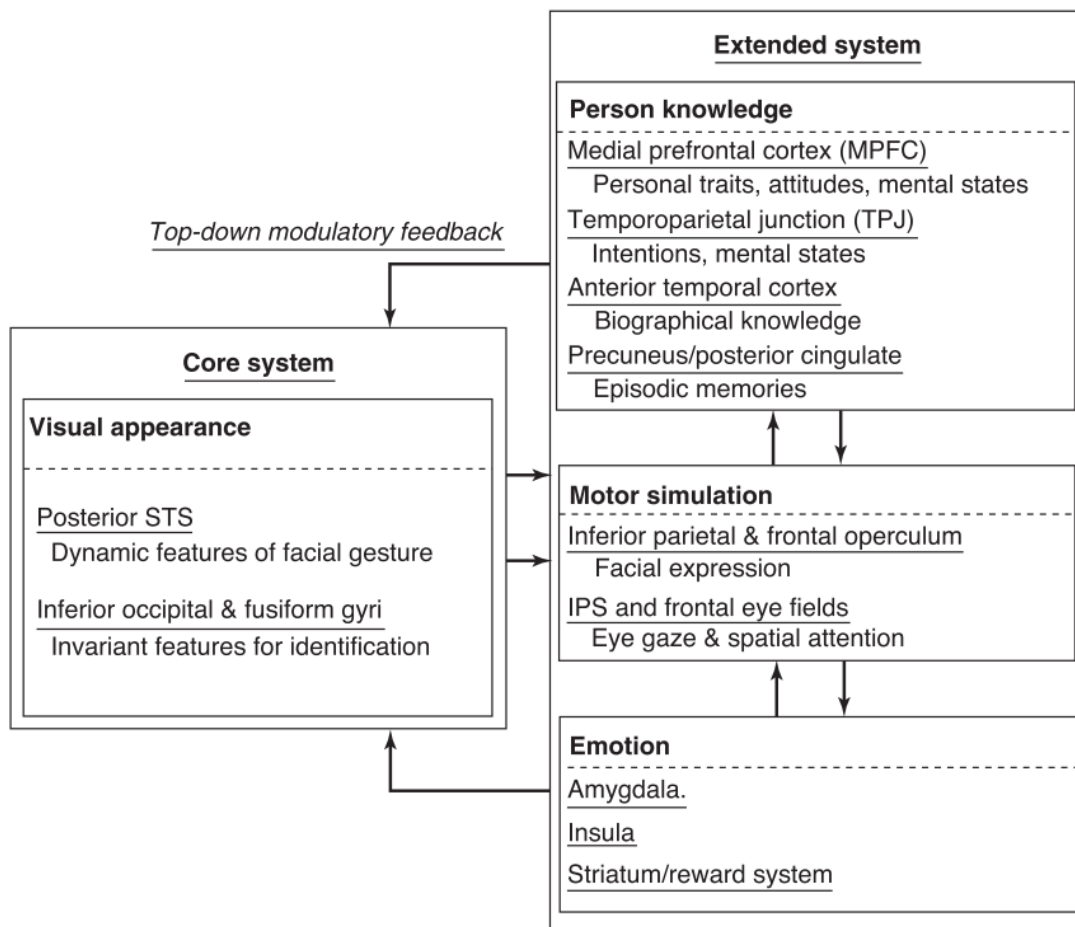 Extended system
Person knowledge
Medial prefrontal cortex (MPFC)
Personal traits, attitudes, mental states
Temporoparietal junction (TPJ)
Intentions, mental states
Anterior temporal cortex
Biographical knowledge
Precuneus/posterior cingulate
Episodic memories
Top-down modulatory feedback
Core system
Visual appearance
Posterior STS
Dynamic features of facial gesture
Inferior occipital & fusiform gyri
Invariant features for identification
Motor simulation
Inferior parietal & frontal operculum
Facial expression
IPS and frontal eye fields
Eye gaze & spatial attention
Emotion
Amygdala.
Insula
Striatum/reward system